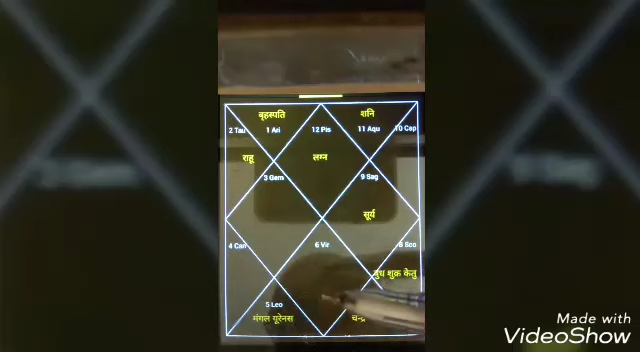 बृहस्पति
शनि
2 Tau
1 Ari
12 Pis
11 Aqu
10 Cap
राहू
लग्न
3 Gem
9 Sag
सूर्य
4 Can
6 Vir
8 Sco
बुध शुक्र केतु
5 Leo
मंगल यूरेनस
चन्द्र
Made with
VideoShow